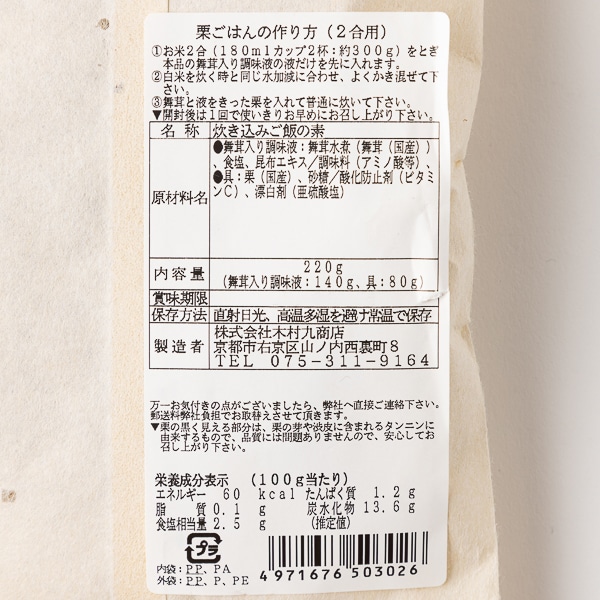 栗ごはんの作り方(2合用)
①お米2合(180mlカップ2杯:約300g)をとぎ
本品の舞茸入り調味液の液だけを先に入れます。
②白米を炊く時と同じ水加減に合わせ、よくかき混ぜて下
さい。
③舞茸と液をきった栗を入れて普通に炊いて下さい。
▼開封後は1回で使いきりお早めにお召し上がり下さい。
名称 炊き込みご飯の素
原材料名
●舞茸入り調味液:舞茸水煮(舞茸(国産))
、食塩、昆布エキス/調味料(アミノ酸等)、
●具:栗(国産)、砂糖/酸化防止剤(ビタミ
ンC)、漂白剤(亜硫酸塩)
内容量 220g
(舞茸入り調味液:140g、具:80g)
賞味期限
保存方法 直射日光、高温多湿を避け常温で保存
製造者 株式会社木村九商店
京都市右京区山ノ内西裏町8
TEL 075-311-9164
万一お気付きの点がございましたら、弊社へ直接ご連絡下さい。
郵送料弊社負担でお取替えさせて頂きます。
▼栗の黒く見える部分は、栗の芽や渋皮に含まれるタンニンに
由来するもので、品質には問題ありませんので、安心してお
召し上がり下さい。
栄養成分表示 (100g当たり)
エネルギー 60 kcal たんぱく質 1.2g
脂質 0.1 g 炭水化物 13.6g
食塩相当量 2.5 g (推定値)
プラ
内袋:PP、PA
外袋:PP、P、PE
4971676503026